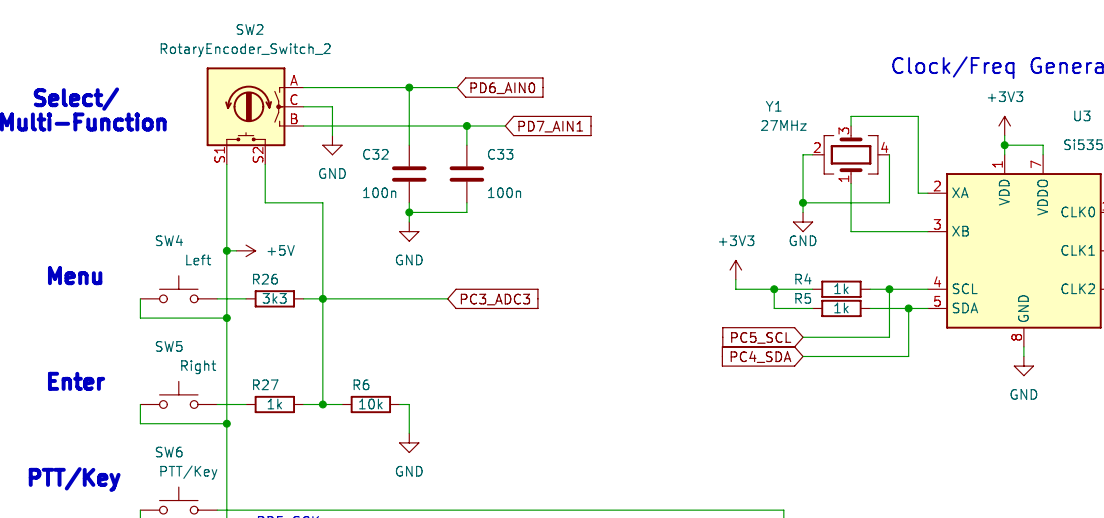 SW2
RotaryEncoder_Switch_2
Select/
Multi-Function
A
C
B
S1
S2
PD6_AIN0
PD7_AIN1
GND
C32
100n
C33
100n
GND
+5V
SW4
Left
Menu
R26
3k3
PC3_ADC3
SW5
Right
Enter
R27
1k
R6
10k
GND
SW6
PTT/Key
PTT/Key
Clock/Freq Genera
Y1
27MHz
3
2
4
1
GND
+3V3
U3
Si535
1
7
VDD
VDDO
2
XA
3
XB
CLK0
CLK1
CLK2
+3V3
R4
1k
R5
1k
4
SCL
5
SDA
GND
8
PC5_SCL
PC4_SDA
GND